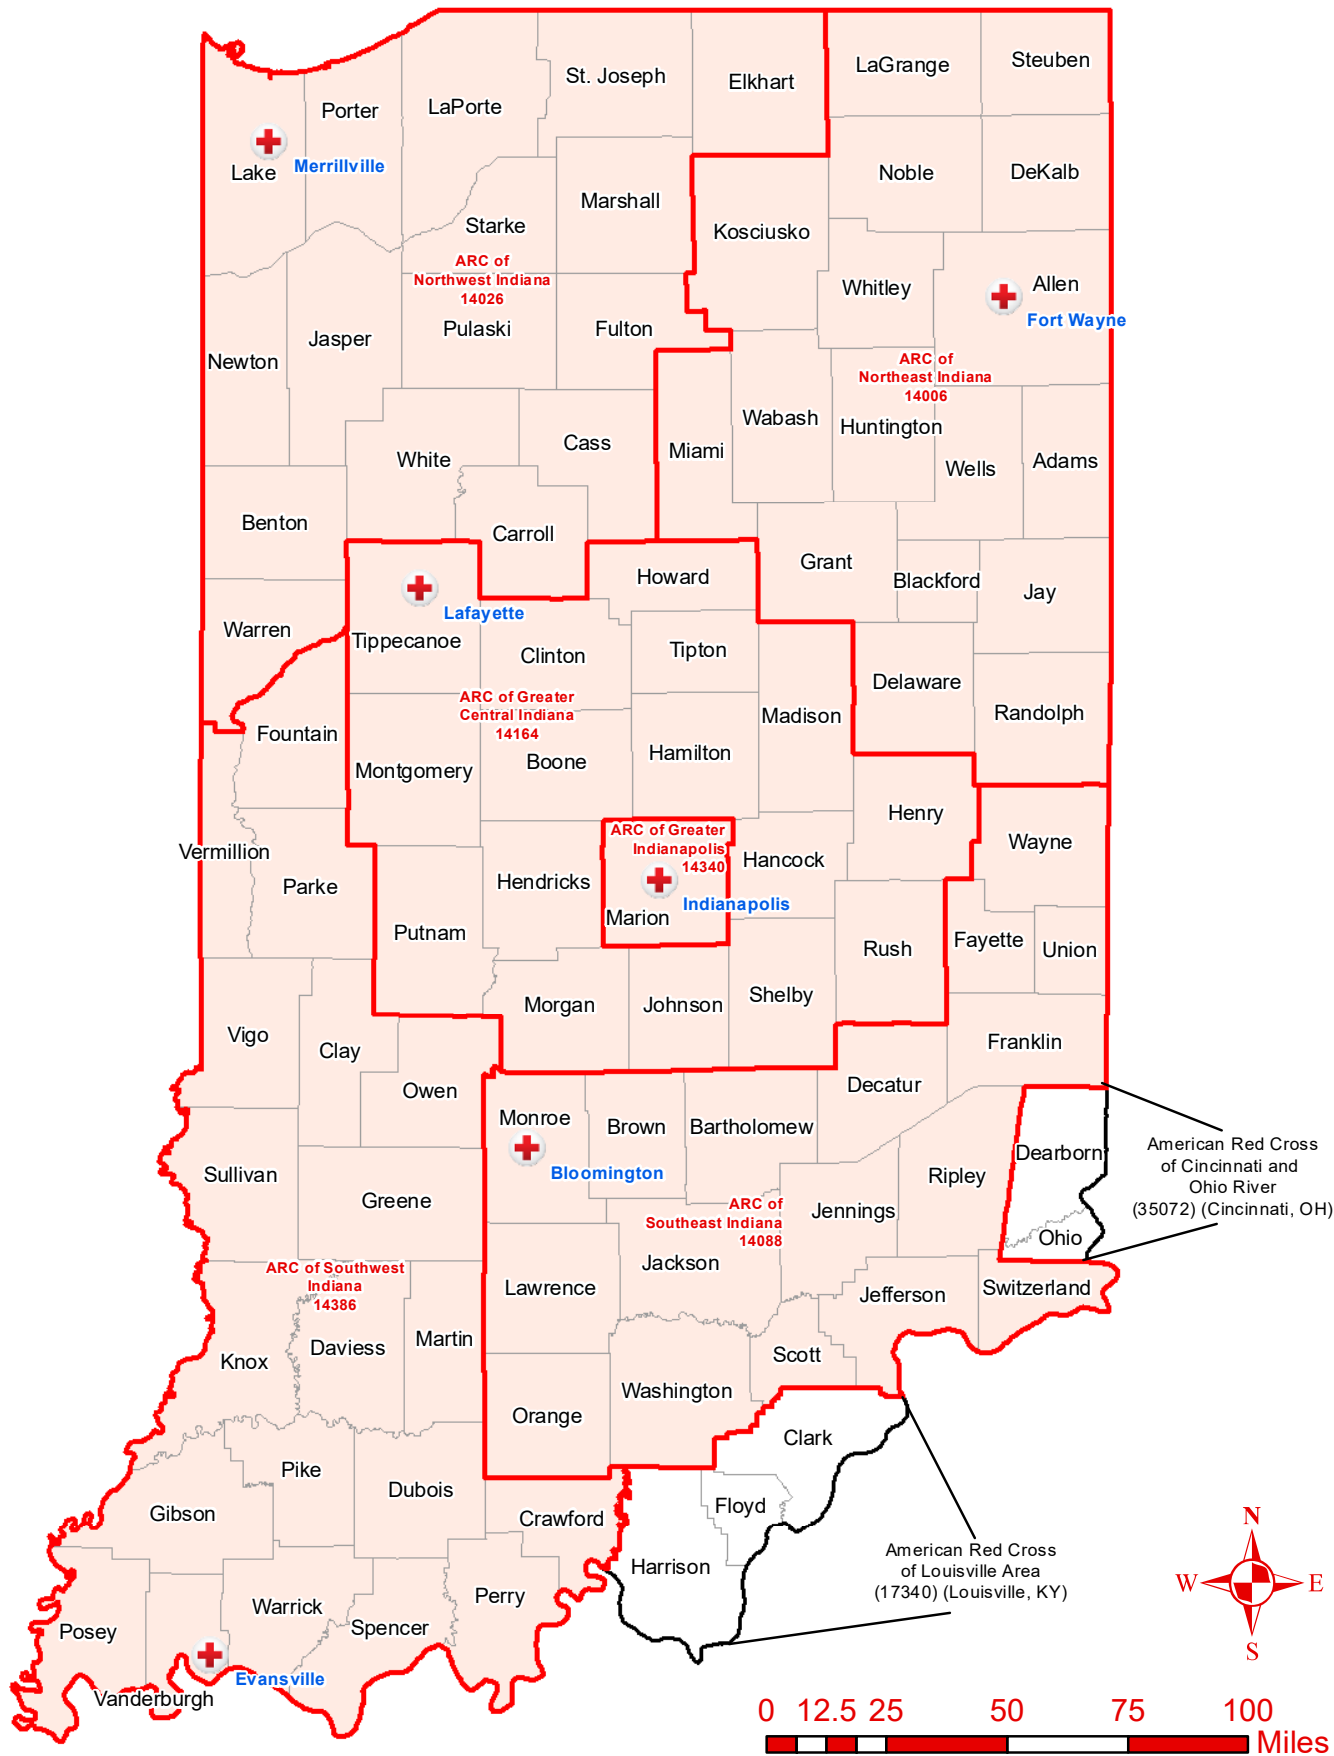 St. Joseph
Elkhart
LaGrange
Steuben
Porter
LaPorte
Lake
Merrillville
Noble
DeKalb
Marshall
Starke
Kosciusko
ARC of
Northwest Indiana
14026
Whitley
Allen
Fort Wayne
Pulaski
Fulton
Jasper
Newton
ARC of
Northeast Indiana
14006
Wabash
Huntington
Cass
Miami
White
Wells
Adams
Benton
Carroll
Grant
Howard
Blackford
Jay
Lafayette
Warren
Tippecanoe
Clinton
Tipton
Delaware
ARC of Greater
Central Indiana
14164
Madison
Randolph
Fountain
Boone
Hamilton
Montgomery
Henry
ARC of Greater
Indianapolis
14340
Wayne
Vermillion
Hancock
Parke
Hendricks
Indianapolis
Marion
Putnam
Rush
Fayette
Union
Morgan
Johnson
Shelby
Vigo
Clay
Franklin
Owen
Decatur
Monroe
Brown
Bartholomew
Bloomington
Dearborn
American Red Cross
of Cincinnati and
Ohio River
(35072) (Cincinnati, OH)
Sullivan
Greene
Ripley
ARC of
Southeast Indiana
14088
Jennings
Ohio
Jackson
ARC of Southwest
Indiana
14386
Lawrence
Jefferson
Switzerland
Martin
Daviess
Knox
Scott
Washington
Orange
Clark
Pike
Dubois
Gibson
Crawford
Floyd
Harrison
American Red Cross
of Louisville Area
(17340) (Louisville, KY)
Perry
Warrick
Spencer
Posey
Evansville
Vanderburgh
N
W
E
S
0 12.5 25 50 75 100
Miles